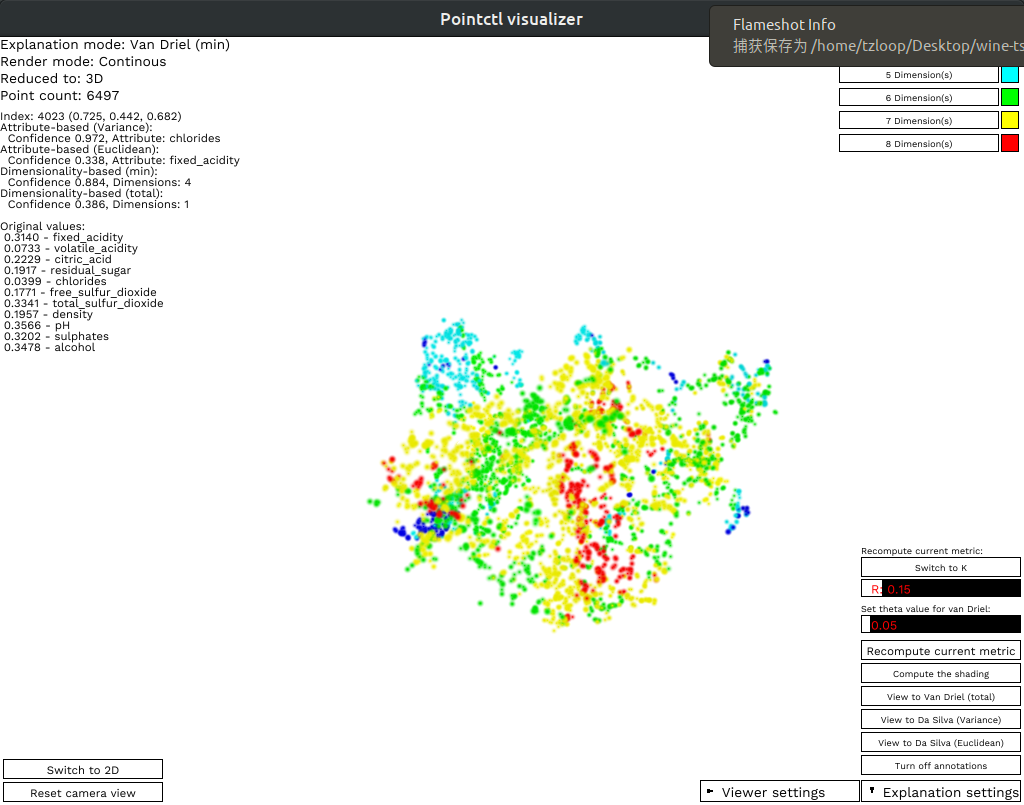 Pointctl visualizer
Flameshot Info
捕获保存为 /home/tzloop/Desktop/wine-ts
Explanation mode: Van Driel (min)
Render mode: Continous
Reduced to: 3D
Point count: 6497
Index: 4023 (0.725, 0.442, 0.682)
Attribute-based (Variance):
Confidence 0.972, Attribute: chlorides
Attribute-based (Euclidean):
Confidence 0.338, Attribute: fixed_acidity
Dimensionality-based (min):
Confidence 0.884, Dimensions: 4
Dimensionality-based (total):
Confidence 0.386, Dimensions: 1
Original values:
0.3140 - fixed_acidity
0.0733 - volatile_acidity
0.2229 - citric_acid
0.1917 - residual_sugar
0.0399 - chlorides
0.1771 - free_sulfur_dioxide
0.3341 - total_sulfur_dioxide
0.1957 - density
0.3566 - pH
0.3202 - sulphates
0.3478 - alcohol
5 Dimension(s)
6 Dimension(s)
7 Dimension(s)
8 Dimension(s)
Recompute current metric:
Switch to K
R: 0.15
Set theta value for van Driel:
0.05
Recompute current metric
Compute the shading
View to Van Driel (total)
View to Da Silva (Variance)
View to Da Silva (Euclidean)
Turn off annotations
Switch to 2D
Reset camera view
Viewer settings
Explanation settings